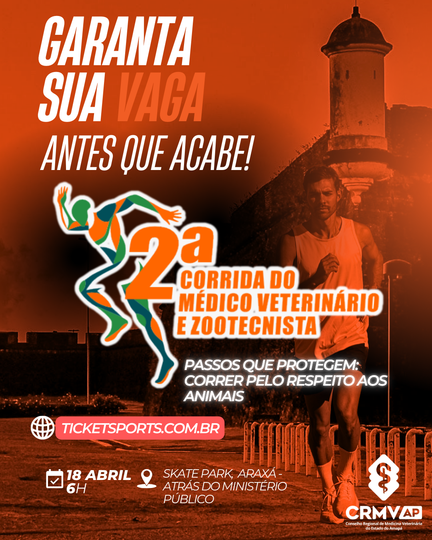 GARANTA
SUA VAGA
ANTES QUE ACABE!
2ª
CORRIDA DO
MÉDICO VETERINÁRIO
E ZOOTECNISTA
PASSOS QUE PROTEGEM:
CORRER PELO RESPEITO AOS
ANIMAIS
TICKETSPORTS.COM.BR
18 ABRIL
6H
SKATE PARK, ARAXÁ -
ATRÁS DO MINISTÉRIO
PÚBLICO
CRMV AP
Conselho Regional de Medicina Veterinária
do Estado do Amapá